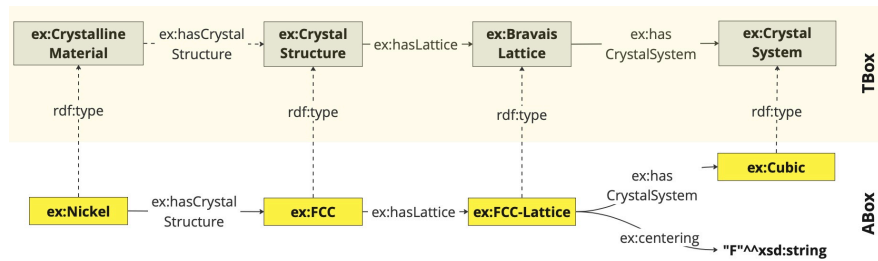 ex:Crystalline
Material
ex:hasCrystal
Structure
ex:Crystal
Structure
ex:hasLattice
ex:Bravais
Lattice
ex:has
CrystalSystem
ex:Crystal
System
TBox
rdf:type
rdf:type
rdf:type
rdf:type
ex:Nickel
ex:hasCrystal
Structure
ex:FCC
ex:hasLattice
ex:FCC-Lattice
ex:has
CrystalSystem
ex:Cubic
ex:centering
"F"^^xsd:string
ABox